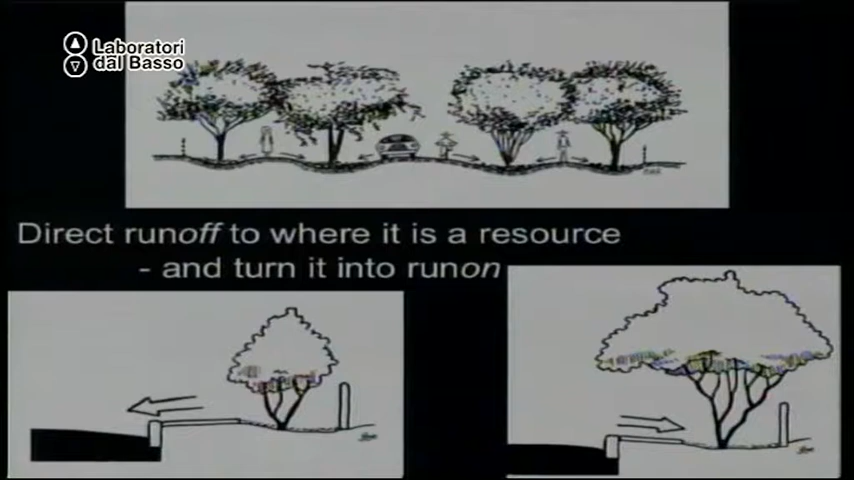 Laboratori
dal Basso
Direct runoff to where it is a resource
- and turn it into runon